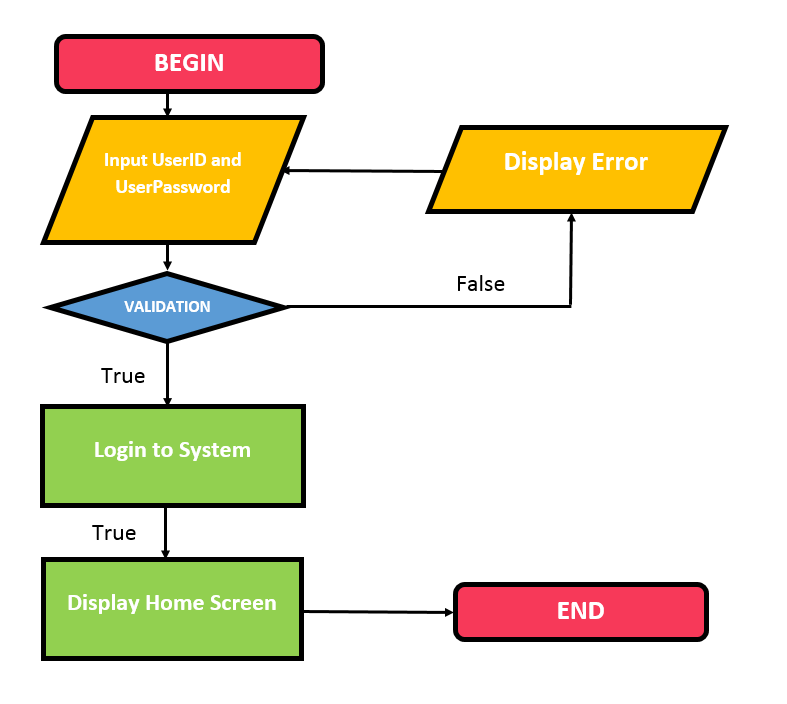 BEGIN
Input UserID and
UserPassword
Display Error
False
VALIDATION
True
Login to System
True
Display Home Screen
END